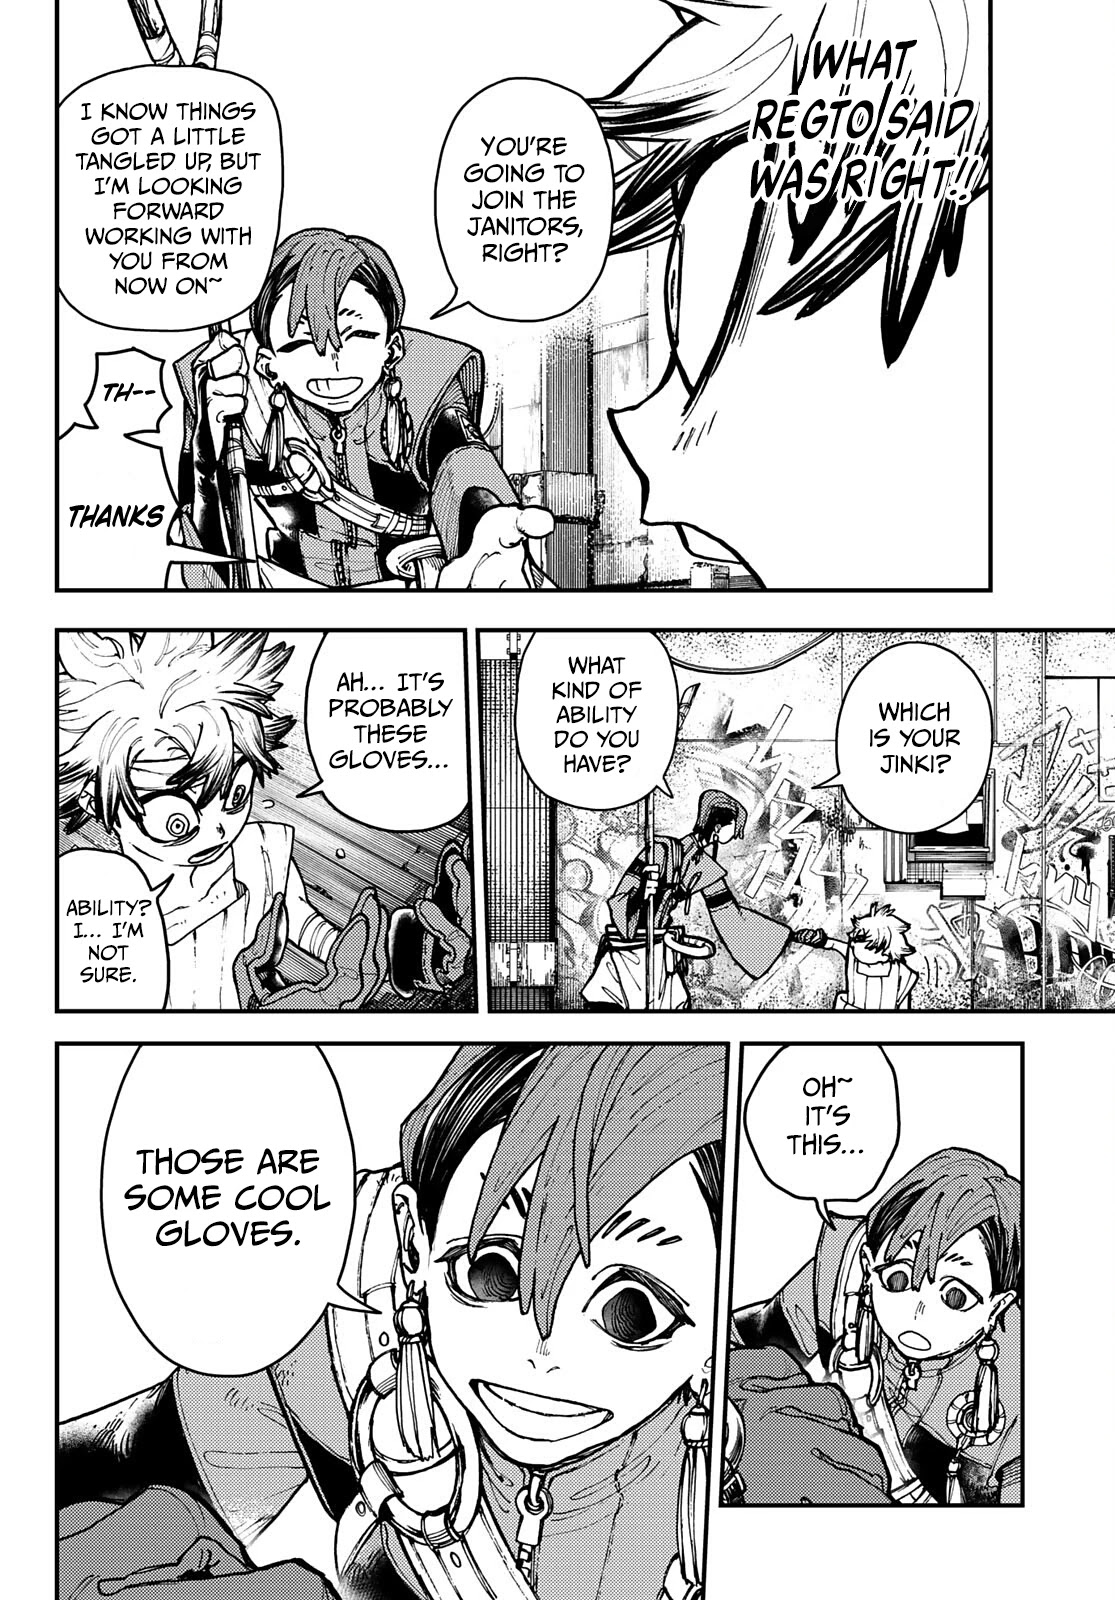 WHAT
REGTO SAID
WAS RIGHT!!
YOU'RE
GOING TO
JOIN THE
JANITORS,
RIGHT?
I KNOW THINGS
GOT A LITTLE
TANGLED UP, BUT
I'M LOOKING
FORWARD
WORKING WITH
YOU FROM
NOW ON~
TH--
THANKS
WHICH
IS YOUR
JINKI?
WHAT
KIND OF
ABILITY
DO YOU
HAVE?
AH... IT'S
PROBABLY
THESE
GLOVES...
ABILITY?
I... I'M
NOT
SURE.
OH~
IT'S
THIS...
THOSE ARE
SOME COOL
GLOVES.